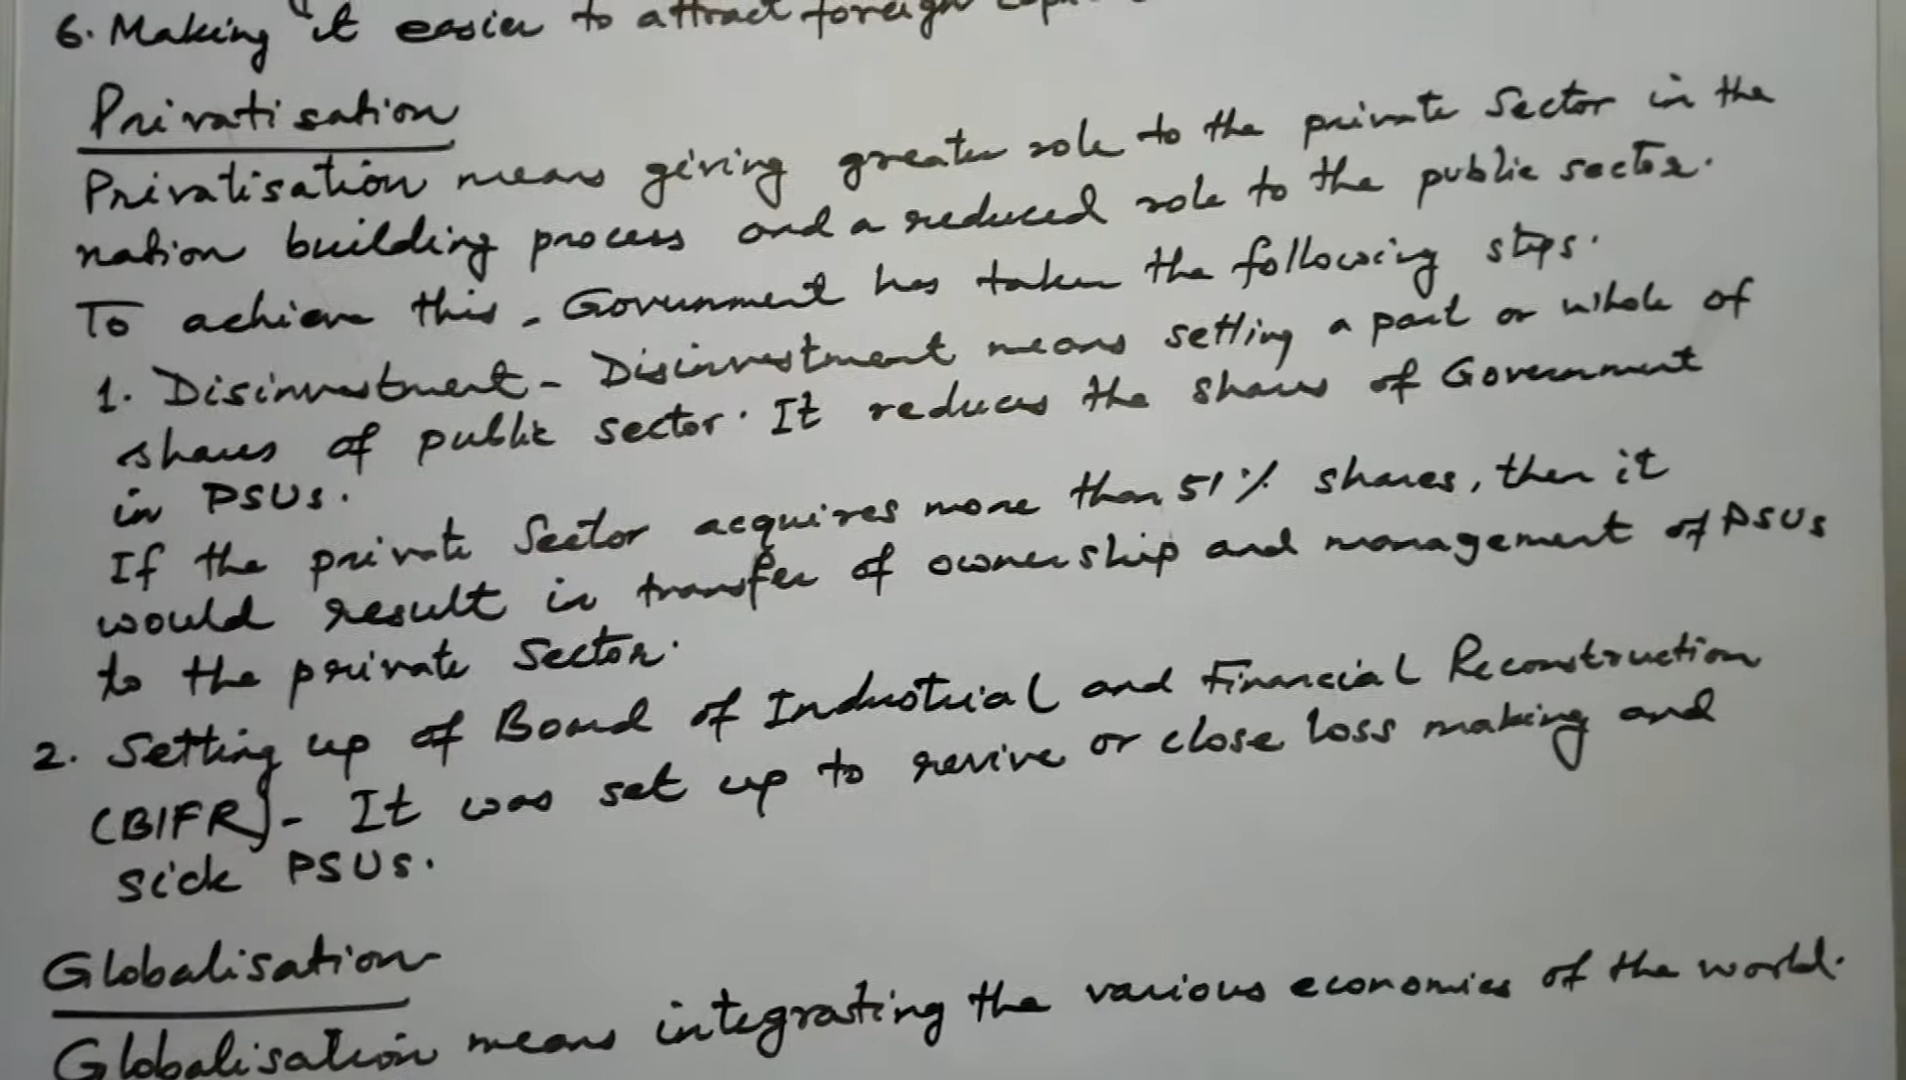 6. Making it easier to attract foreign
Privatisation
Privatisation means giving greater role to the private Sector in the
nation building process and a reduced role to the public sector.
To achieve this, Government has taken the following steps.
1. Disinvestment - Disinvestment means selling a part or whole of
shares of public sector. It reduces the shares of Government
in PSUs.
If the private Sector acquires more than 51% shares, then it
would result in transfer of ownership and management of PSUs
to the private Sector.
2. Setting up of Board of Industrial and Financial Reconstruction
(BIFR) - It was set up to revive or close loss making and
sick PSUs.
Globalisation
Globalisation means integrating the various economies of the world.